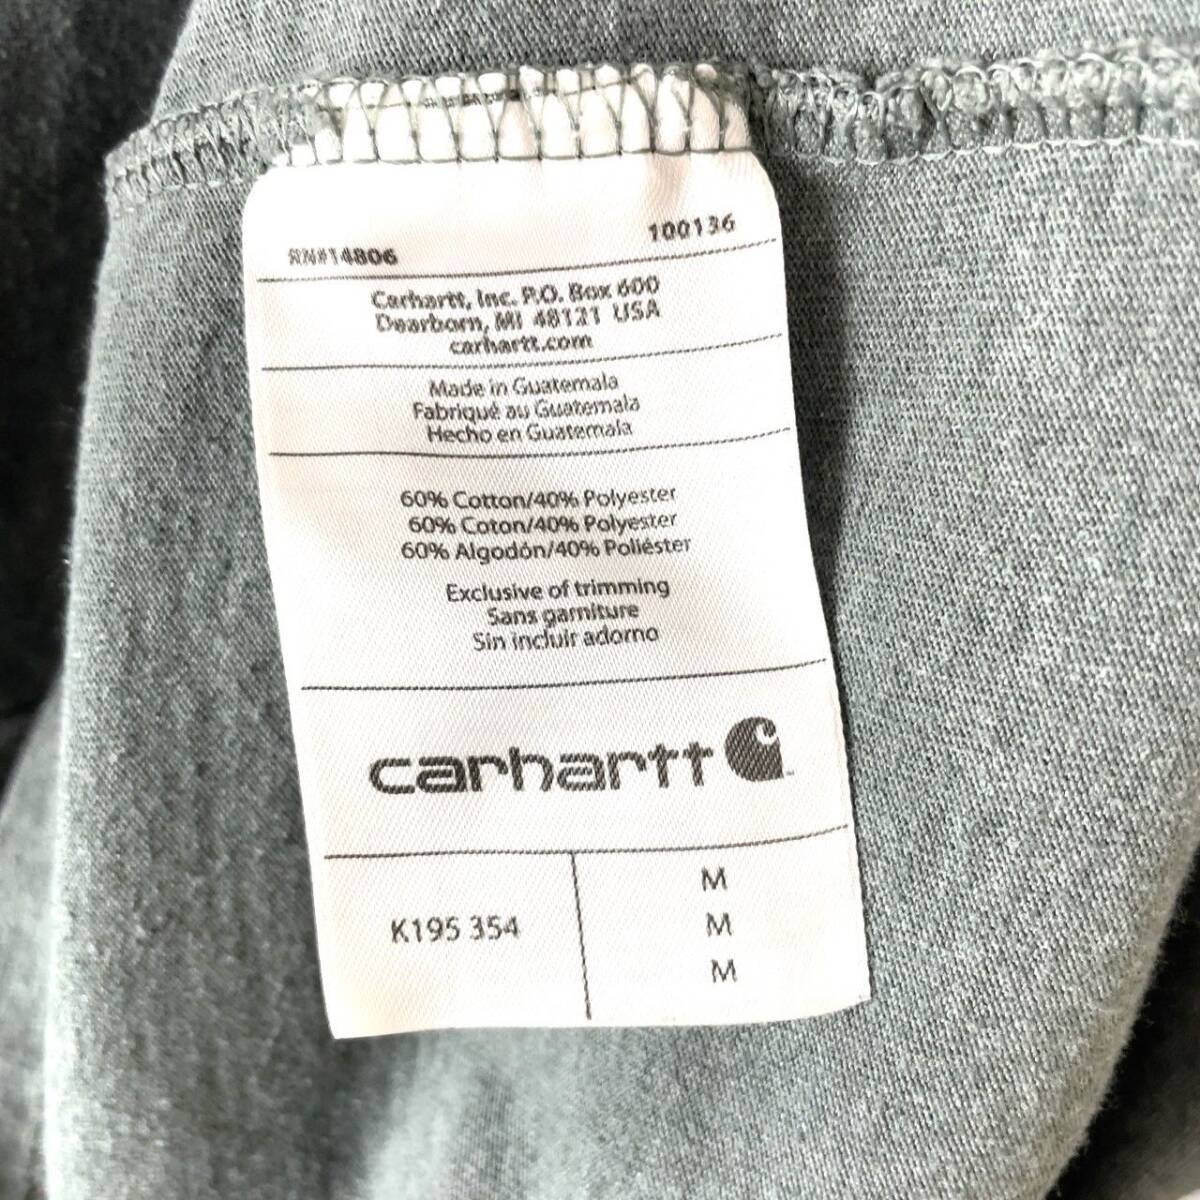 RN#14806 100136
Carhartt, Inc. P.O. Box 600
Dearborn, MI 48121 USA
carhartt.com
Made in Guatemala
Fabriqué au Guatemala
Hecho en Guatemala
60% Cotton/40% Polyester
60% Coton/40% Polyester
60% Algodón/40% Poliéster
Exclusive of trimming
Sans garniture
Sin incluir adorno
carhartt
K195 354
M
M
M